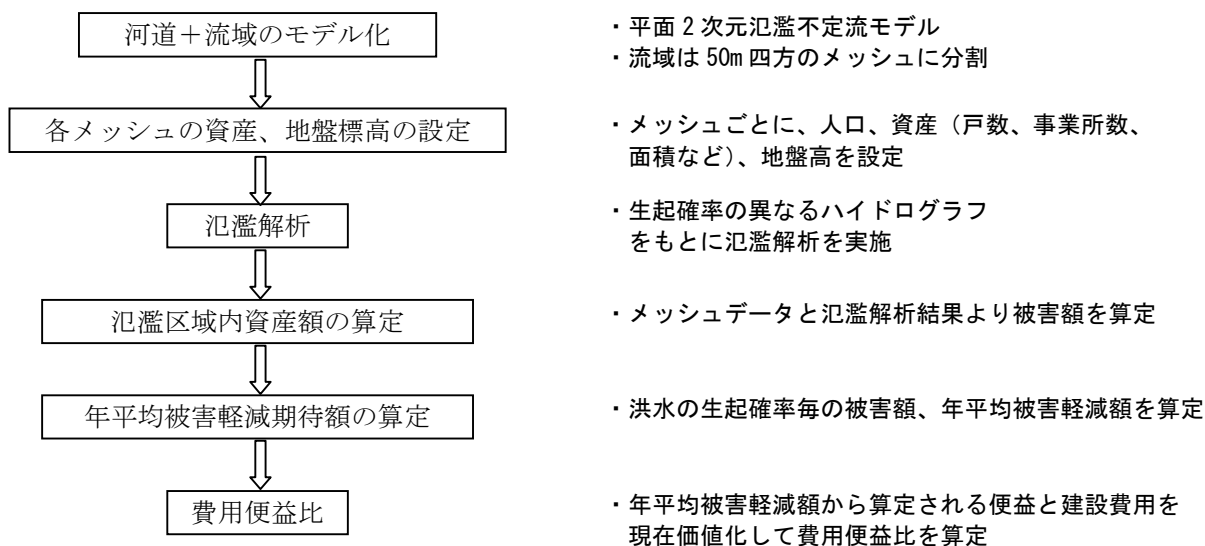 河道＋流域のモデル化
・平面２次元氾濫不定流モデル
・流域は 50m 四方のメッシュに分割
各メッシュの資産、地盤標高の設定
・メッシュごとに、人口、資産（戸数、事業所数、
面積など）、地盤高を設定
氾濫解析
・生起確率の異なるハイドログラフ
をもとに氾濫解析を実施
氾濫区域内資産額の算定
・メッシュデータと氾濫解析結果より被害額を算定
年平均被害軽減期待額の算定
・洪水の生起確率毎の被害額、年平均被害軽減額を算定
費用便益比
・年平均被害軽減額から算定される便益と建設費用を
現在価値化して費用便益比を算定